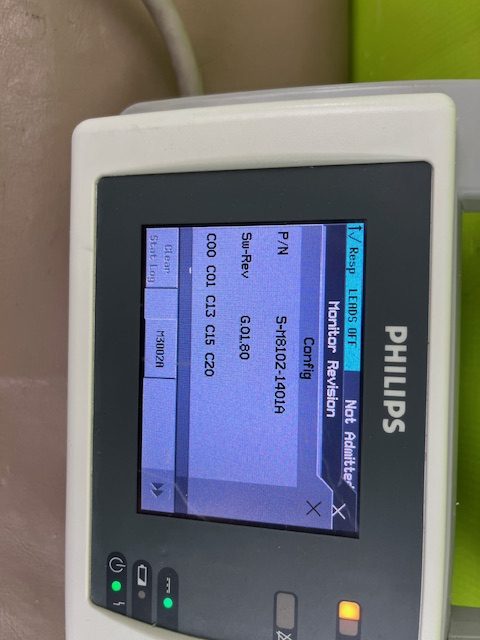 PHILIPS
√ Resp LEADS OFF
Not Admitted
Monitor Revision
Config
P/N S-M8102-1401A
Sw-Rev G.01.80
C00 C01 C13 C15 C20
Clear
Stat Log
M3002A